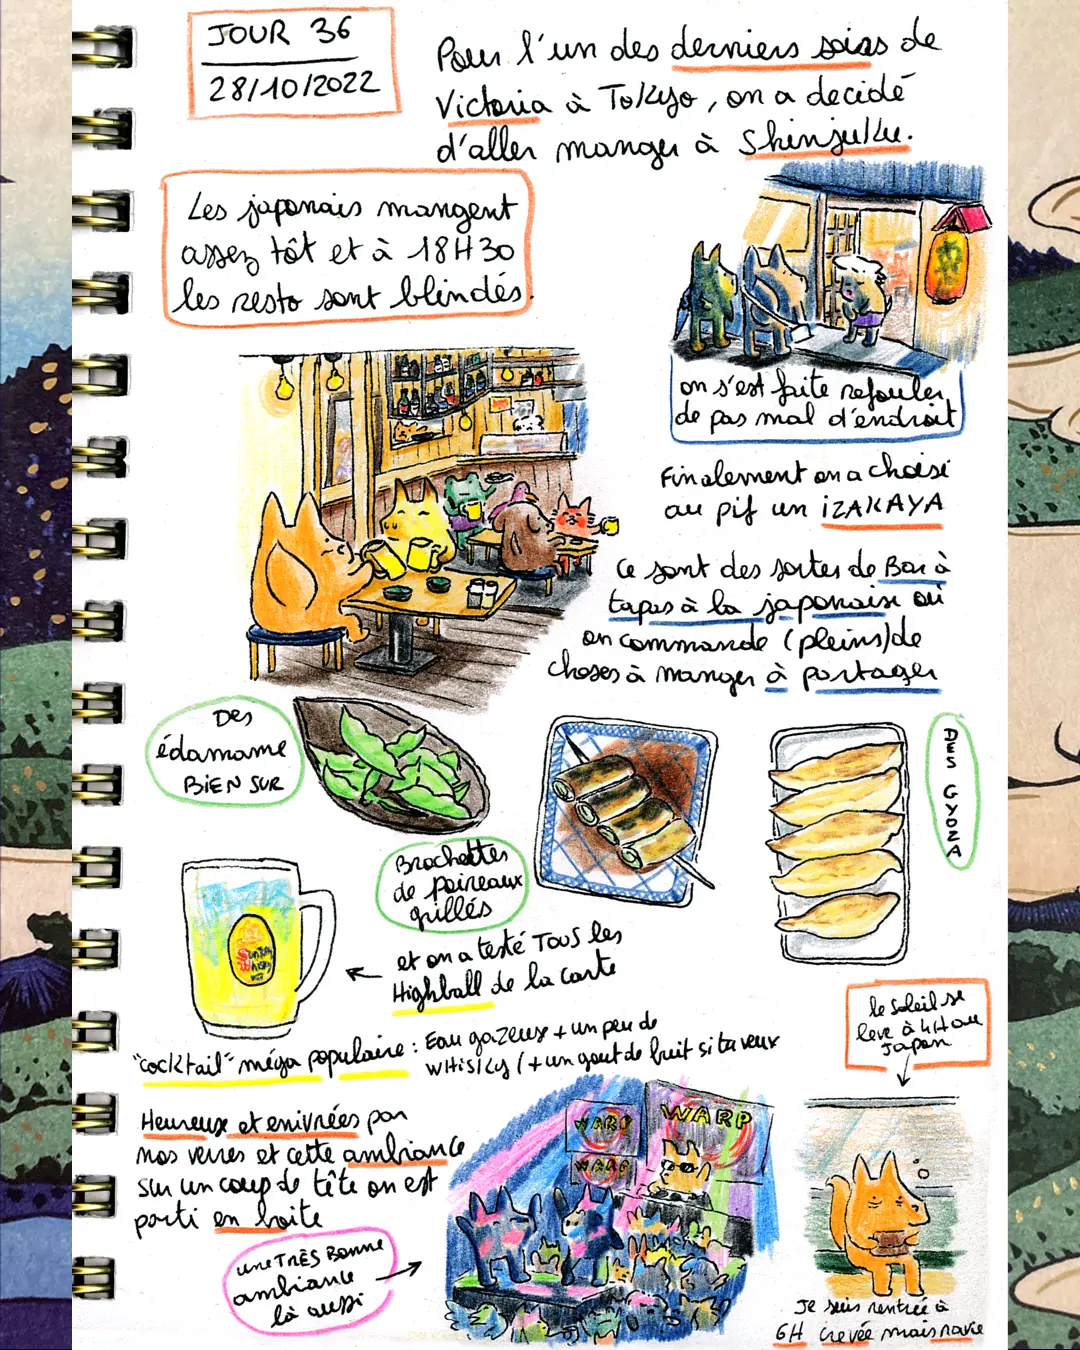 JOUR 36
28/10/2022
Pour l'un des derniers soirs de
Victoria à Tokyo, on a decidé
d'aller manger à Shinjuku.
Les japonais mangent
assez tôt et à 18H30
les resto sont blindés.
on s'est faite refouler
de pas mal d'endroit
Finalement on a choisi
au pif un iZAKAYA
Ce sont des sortes de Bar à
tapas à la japonaise où
on commande (pleins) de
choses à manger à partager
Des
édamame
BiEN SUR
Brochettes
de poireaux
grillés
DES GYOZA
et on a testé TOUS les
Highball de la carte
Suntory
Whisky
"cocktail" méga populaire : Eau gazeuse + un peu de
whisky (+ un gout de fruit si tu veux
le soleil se
leve à 4H au
Japon
Heureux et enivrées par
nos verres et cette ambiance
sur un coup de tête on est
parti en boite
une TRÈS Bonne
ambiance
là aussi
WARP
WARP
WARP
Je suis rentrée à
6H crevée mais ravie